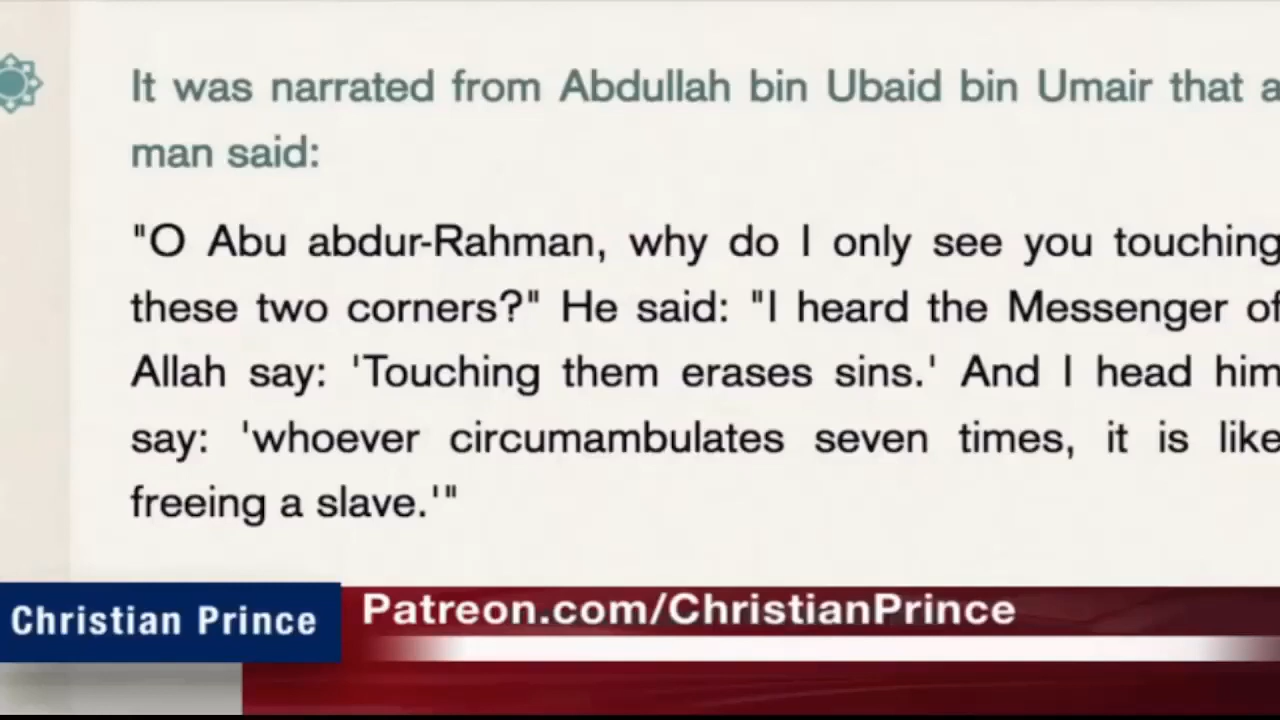 It was narrated from Abdullah bin Ubaid bin Umair that a
man said:
"O Abu abdur-Rahman, why do I only see you touching
these two corners?" He said: "I heard the Messenger of
Allah say: 'Touching them erases sins.' And I head him
say: 'whoever circumambulates seven times, it is like
freeing a slave.'"
Christian Prince
Patreon.com/ChristianPrince